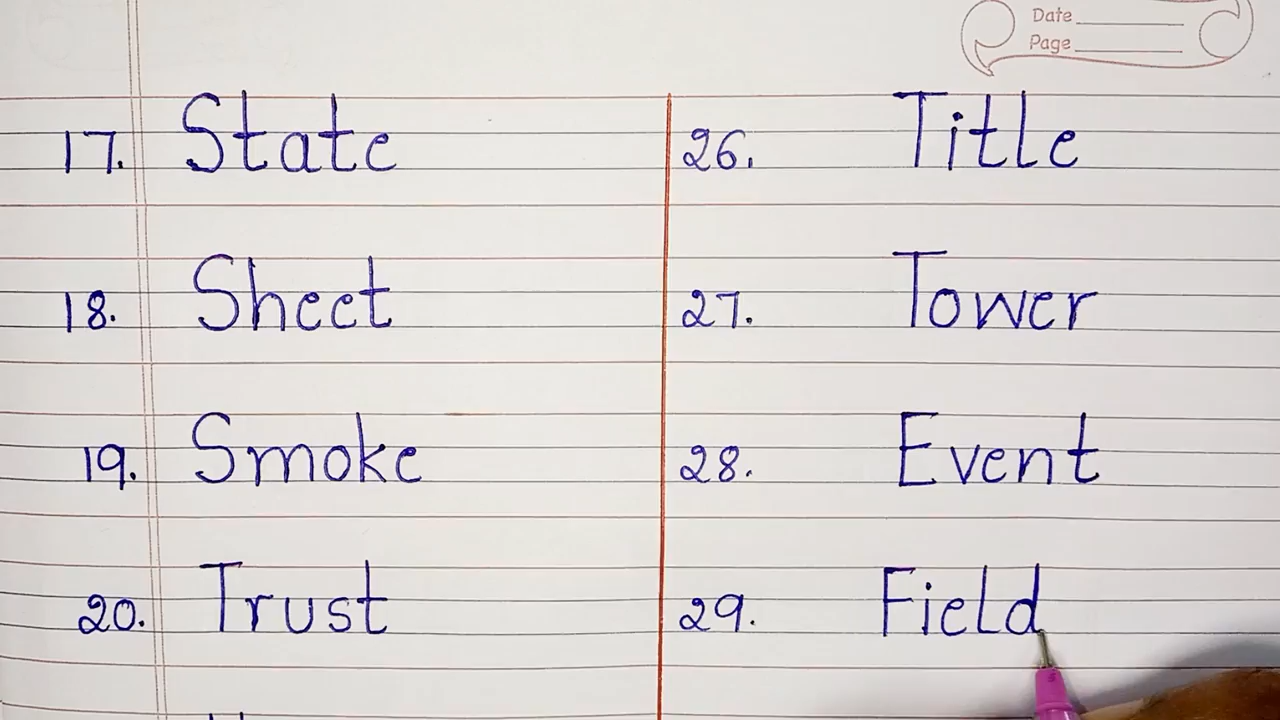 Date
Page
17. State
18. Sheet
19. Smoke
20. Trust
26. Title
27. Tower
28. Event
29. Field